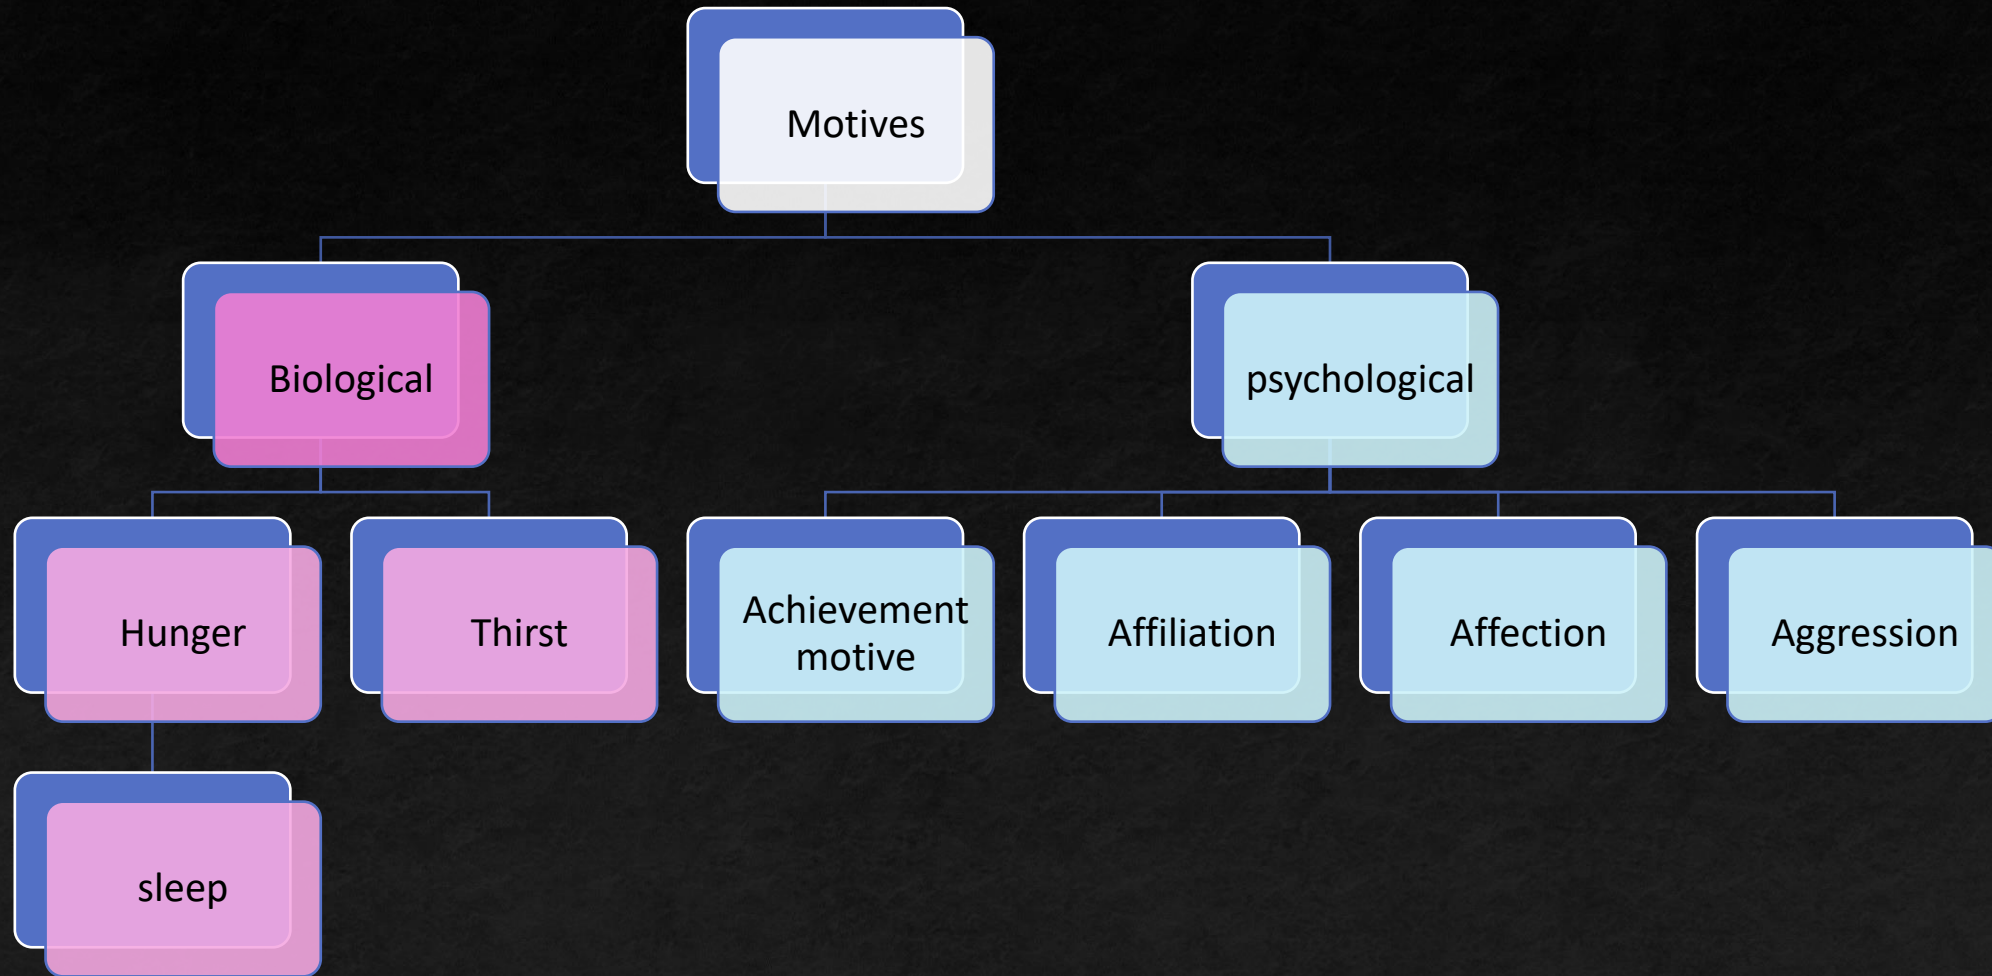 Motives
Biological
psychological
Hunger
Thirst
Achievement
motive
Affiliation
Affection
Aggression
sleep